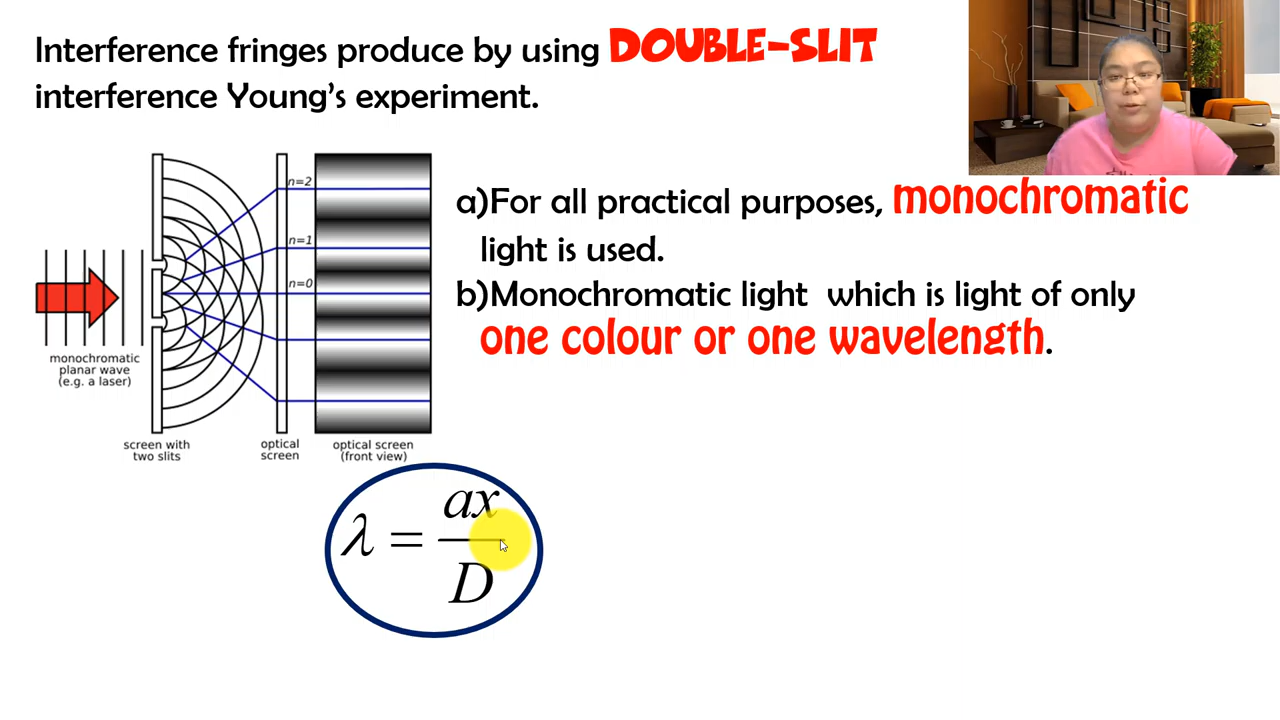 Interference fringes produce by using DOUBLE-SLIT
interference Young's experiment.
n=2
n=1
n=0
monochromatic
planar wave
(e.g. a laser)
screen with
two slits
optical
screen
optical screen
(front view)
a)For all practical purposes, monochromatic
light is used.
b)Monochromatic light which is light of only
one colour or one wavelength.
λ = ax
D